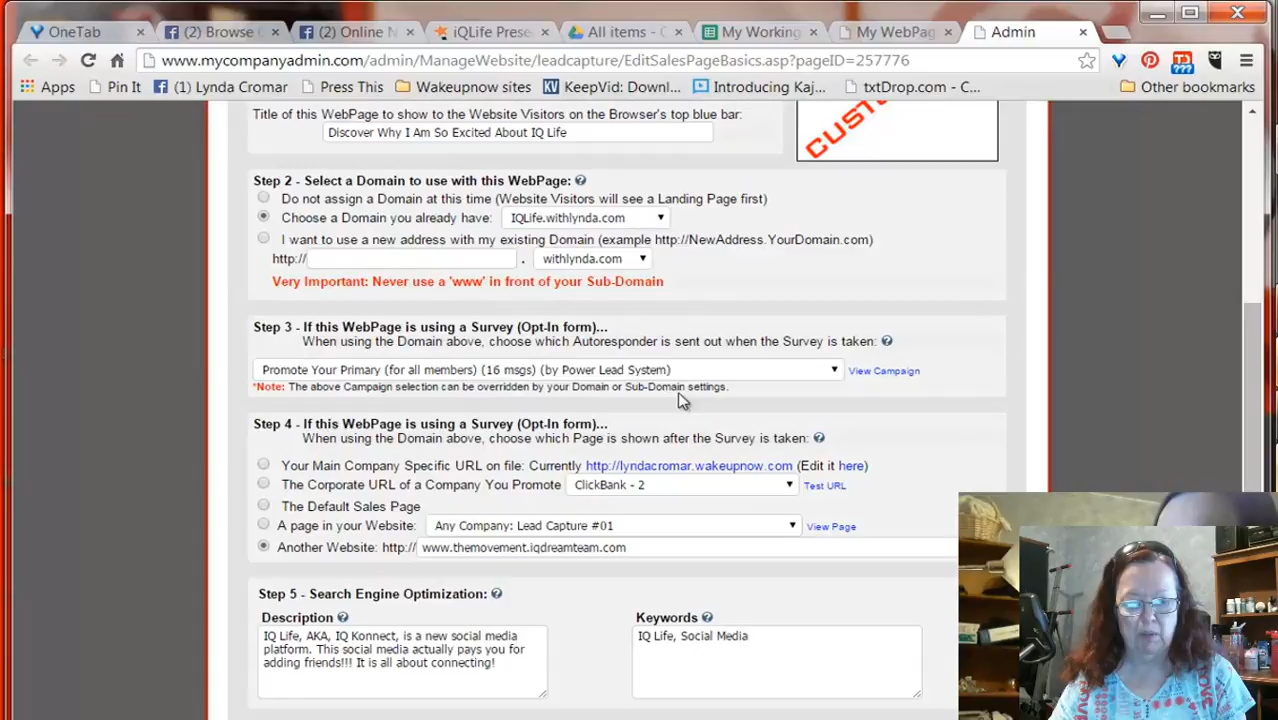 OneTab
(2) Browse
(2) Online N
iQLife Prese
All items - G
My Working
My WebPag
Admin
www.mycompanyadmin.com/admin/ManageWebsite/leadcapture/EditSalesPageBasics.asp?pageID=257776
Apps
Pin It
(1) Lynda Cromar
Press This
Wakeupnow sites
KeepVid: Downl...
Introducing Kaj...
txtDrop.com - C...
Other bookmarks
Title of this WebPage to show to the Website Visitors on the Browser's top blue bar:
Discover Why I Am So Excited About IQ Life
Step 2 - Select a Domain to use with this WebPage:
Do not assign a Domain at this time (Website Visitors will see a Landing Page first)
Choose a Domain you already have: IQLife.withlynda.com
I want to use a new address with my existing Domain (example http://NewAddress.YourDomain.com)
http:// . withlynda.com
Very Important: Never use a 'www' in front of your Sub-Domain
Step 3 - If this WebPage is using a Survey (Opt-In form)...
When using the Domain above, choose which Autoresponder is sent out when the Survey is taken:
Promote Your Primary (for all members) (16 msgs) (by Power Lead System) View Campaign
*Note: The above Campaign selection can be overridden by your Domain or Sub-Domain settings.
Step 4 - If this WebPage is using a Survey (Opt-In form)...
When using the Domain above, choose which Page is shown after the Survey is taken:
Your Main Company Specific URL on file: Currently http://lyndacromar.wakeupnow.com (Edit it here)
The Corporate URL of a Company You Promote ClickBank - 2 Test URL
The Default Sales Page
A page in your Website: Any Company: Lead Capture #01 View Page
Another Website: http:// www.themovement.iqdreamteam.com
Step 5 - Search Engine Optimization:
Description
IQ Life, AKA, IQ Konnect, is a new social media
platform. This social media actually pays you for
adding friends!!! It is all about connecting!
Keywords
IQ Life, Social Media